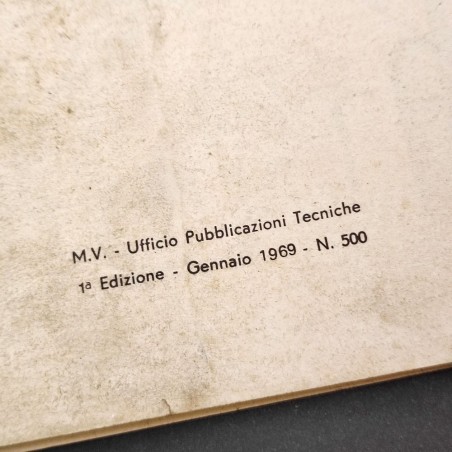 M.V. - Ufficio Pubblicazioni Tecniche
1ª Edizione - Gennaio 1969 - N. 500